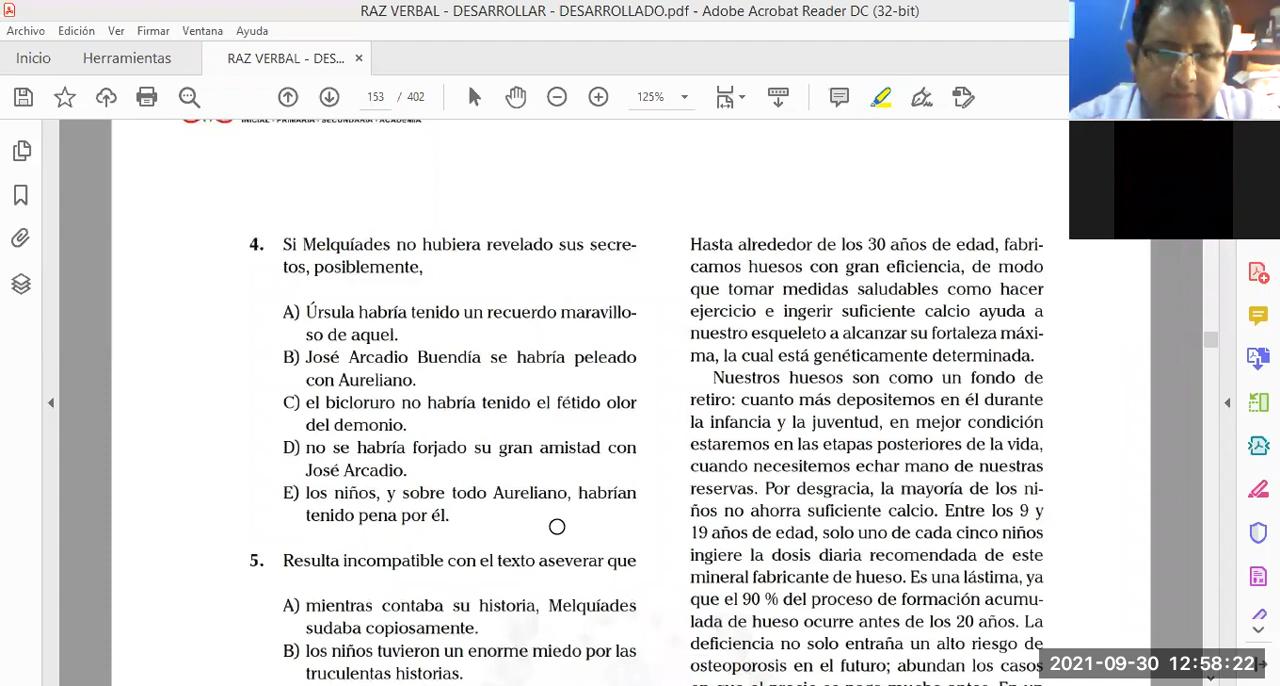 RAZ VERBAL - DESARROLLAR - DESARROLLADO.pdf - Adobe Acrobat Reader DC (32-bit)
Archivo Edición Ver Firmar Ventana Ayuda
Inicio Herramientas RAZ VERBAL - DES... ×
153 / 402 125%
INICIAL · PRIMARIA · SECUNDARIA · ACADEMIA
4. Si Melquíades no hubiera revelado sus secre-
tos, posiblemente,
A) Úrsula habría tenido un recuerdo maravillo-
so de aquel.
B) José Arcadio Buendía se habría peleado
con Aureliano.
C) el bicloruro no habría tenido el fétido olor
del demonio.
D) no se habría forjado su gran amistad con
José Arcadio.
E) los niños, y sobre todo Aureliano, habrían
tenido pena por él.
5. Resulta incompatible con el texto aseverar que
A) mientras contaba su historia, Melquíades
sudaba copiosamente.
B) los niños tuvieron un enorme miedo por las
truculentas historias.
Hasta alrededor de los 30 años de edad, fabri-
camos huesos con gran eficiencia, de modo
que tomar medidas saludables como hacer
ejercicio e ingerir suficiente calcio ayuda a
nuestro esqueleto a alcanzar su fortaleza máxi-
ma, la cual está genéticamente determinada.
Nuestros huesos son como un fondo de
retiro: cuanto más depositemos en él durante
la infancia y la juventud, en mejor condición
estaremos en las etapas posteriores de la vida,
cuando necesitemos echar mano de nuestras
reservas. Por desgracia, la mayoría de los ni-
ños no ahorra suficiente calcio. Entre los 9 y
19 años de edad, solo uno de cada cinco niños
ingiere la dosis diaria recomendada de este
mineral fabricante de hueso. Es una lástima, ya
que el 90 % del proceso de formación acumu-
lada de hueso ocurre antes de los 20 años. La
deficiencia no solo entraña un alto riesgo de
osteoporosis en el futuro; abundan los casos
2021-09-30 12:58:22